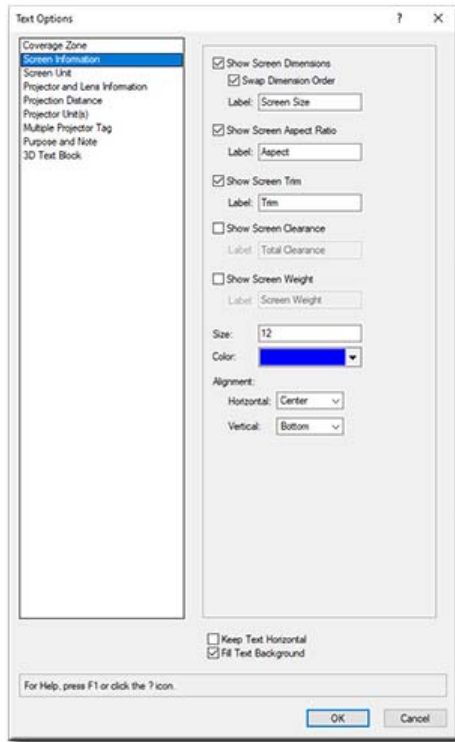 Text Options
? X
Coverage Zone
Screen Information
Screen Unit
Projector and Lens Information
Projection Distance
Projector Unit(s)
Multiple Projector Tag
Purpose and Note
3D Text Block
Show Screen Dimensions
Swap Dimension Order
Label: Screen Size
Show Screen Aspect Ratio
Label: Aspect
Show Screen Trim
Label: Trim
Show Screen Clearance
Label: Total Clearance
Show Screen Weight
Label: Screen Weight
Size: 12
Color:
Alignment:
Horizontal: Center
Vertical: Bottom
Keep Text Horizontal
Fill Text Background
For Help, press F1 or click the ? icon.
OK Cancel